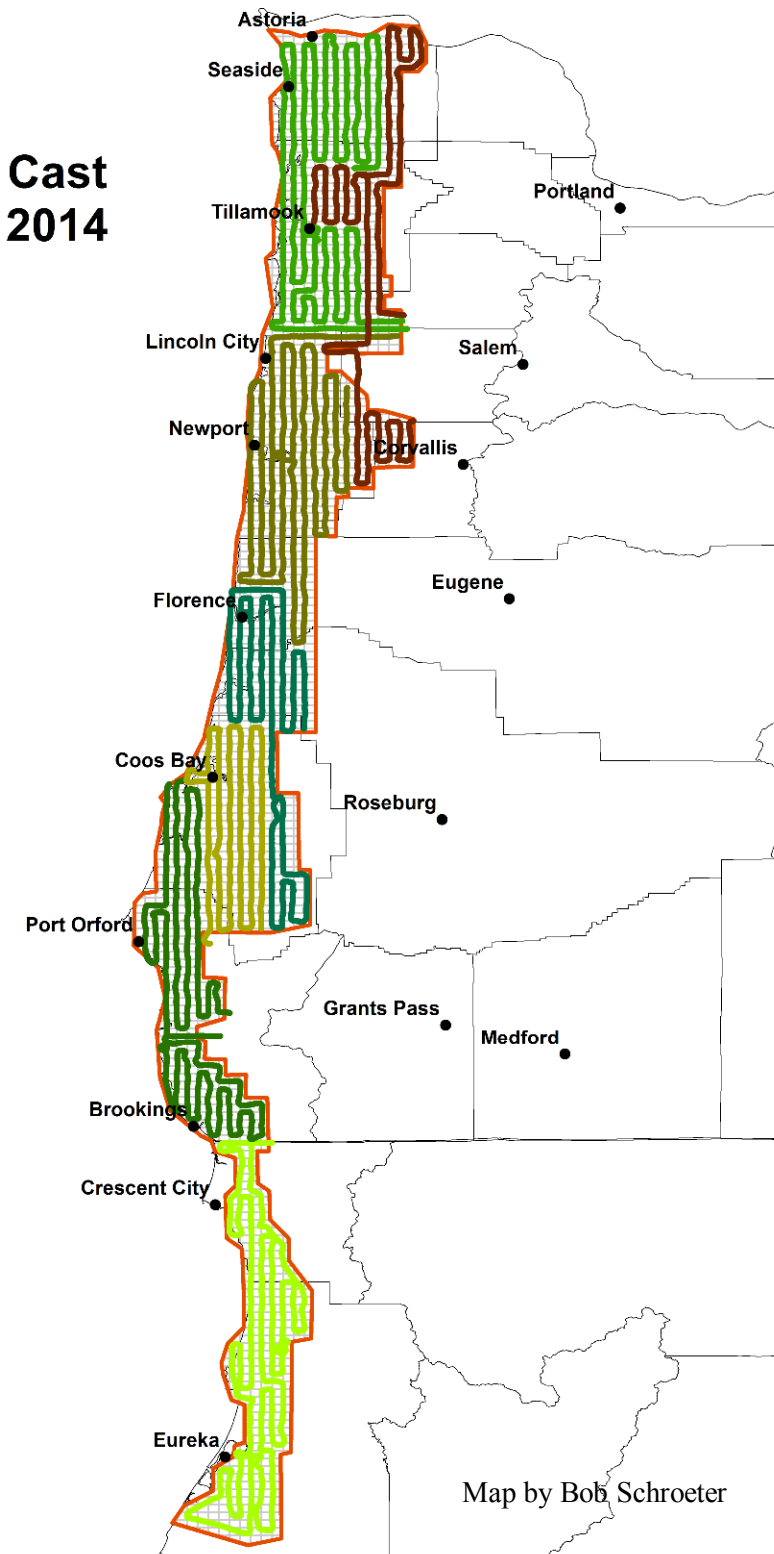 Astoria
Seaside
Cast
2014
Portland
Tillamook
Lincoln City
Salem
Newport
Corvallis
Eugene
Florence
Coos Bay
Roseburg
Port Orford
Grants Pass
Medford
Brookings
Crescent City
Eureka
Map by Bob Schroeter